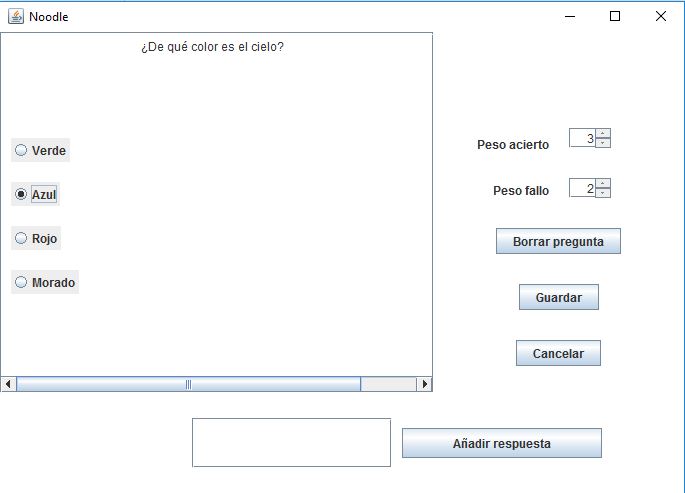 Noodle
¿De qué color es el cielo?
Verde
Azul
Rojo
Morado
Peso acierto 3
Peso fallo 2
Borrar pregunta
Guardar
Cancelar
Añadir respuesta